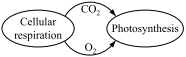 CO₂
Cellular
respiration
Photosynthesis
O₂